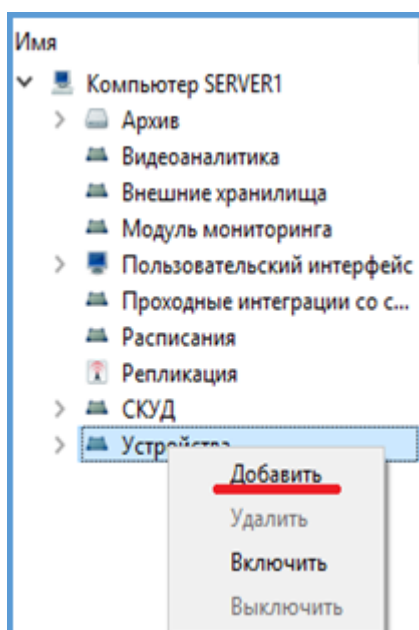 Имя
Компьютер SERVER1
Архив
Видеоаналитика
Внешние хранилища
Модуль мониторинга
Пользовательский интерфейс
Проходные интеграции со с...
Расписания
Репликация
СКУД
Устройства
Добавить
Удалить
Включить
Выключить